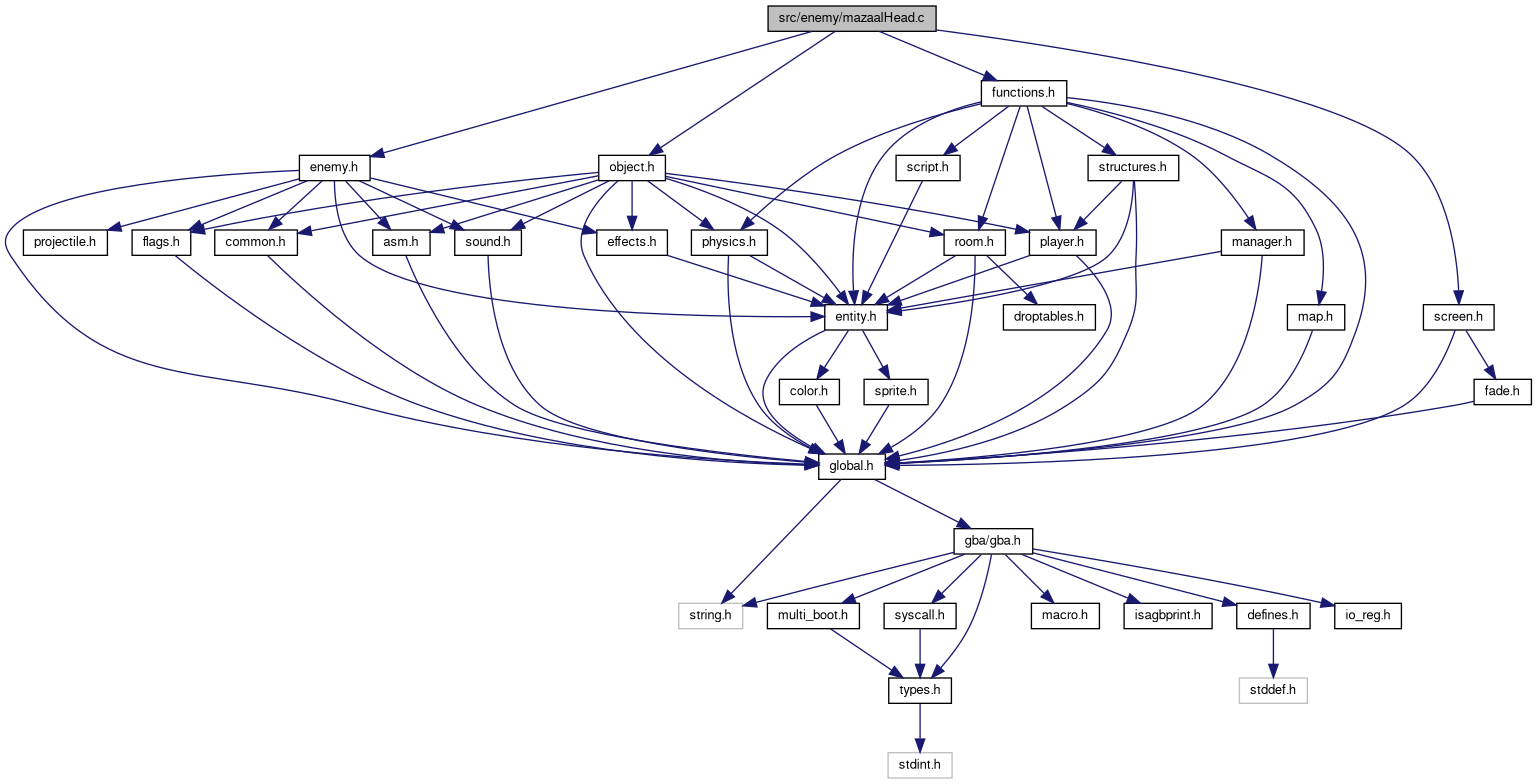 src/enemy/mazaalHead.c
functions.h
enemy.h
object.h
script.h
structures.h
projectile.h
flags.h
common.h
asm.h
sound.h
effects.h
physics.h
room.h
player.h
manager.h
entity.h
droptables.h
map.h
screen.h
color.h
sprite.h
fade.h
global.h
gba/gba.h
string.h
multi_boot.h
syscall.h
macro.h
isagbprint.h
defines.h
io_reg.h
types.h
stddef.h
stdint.h